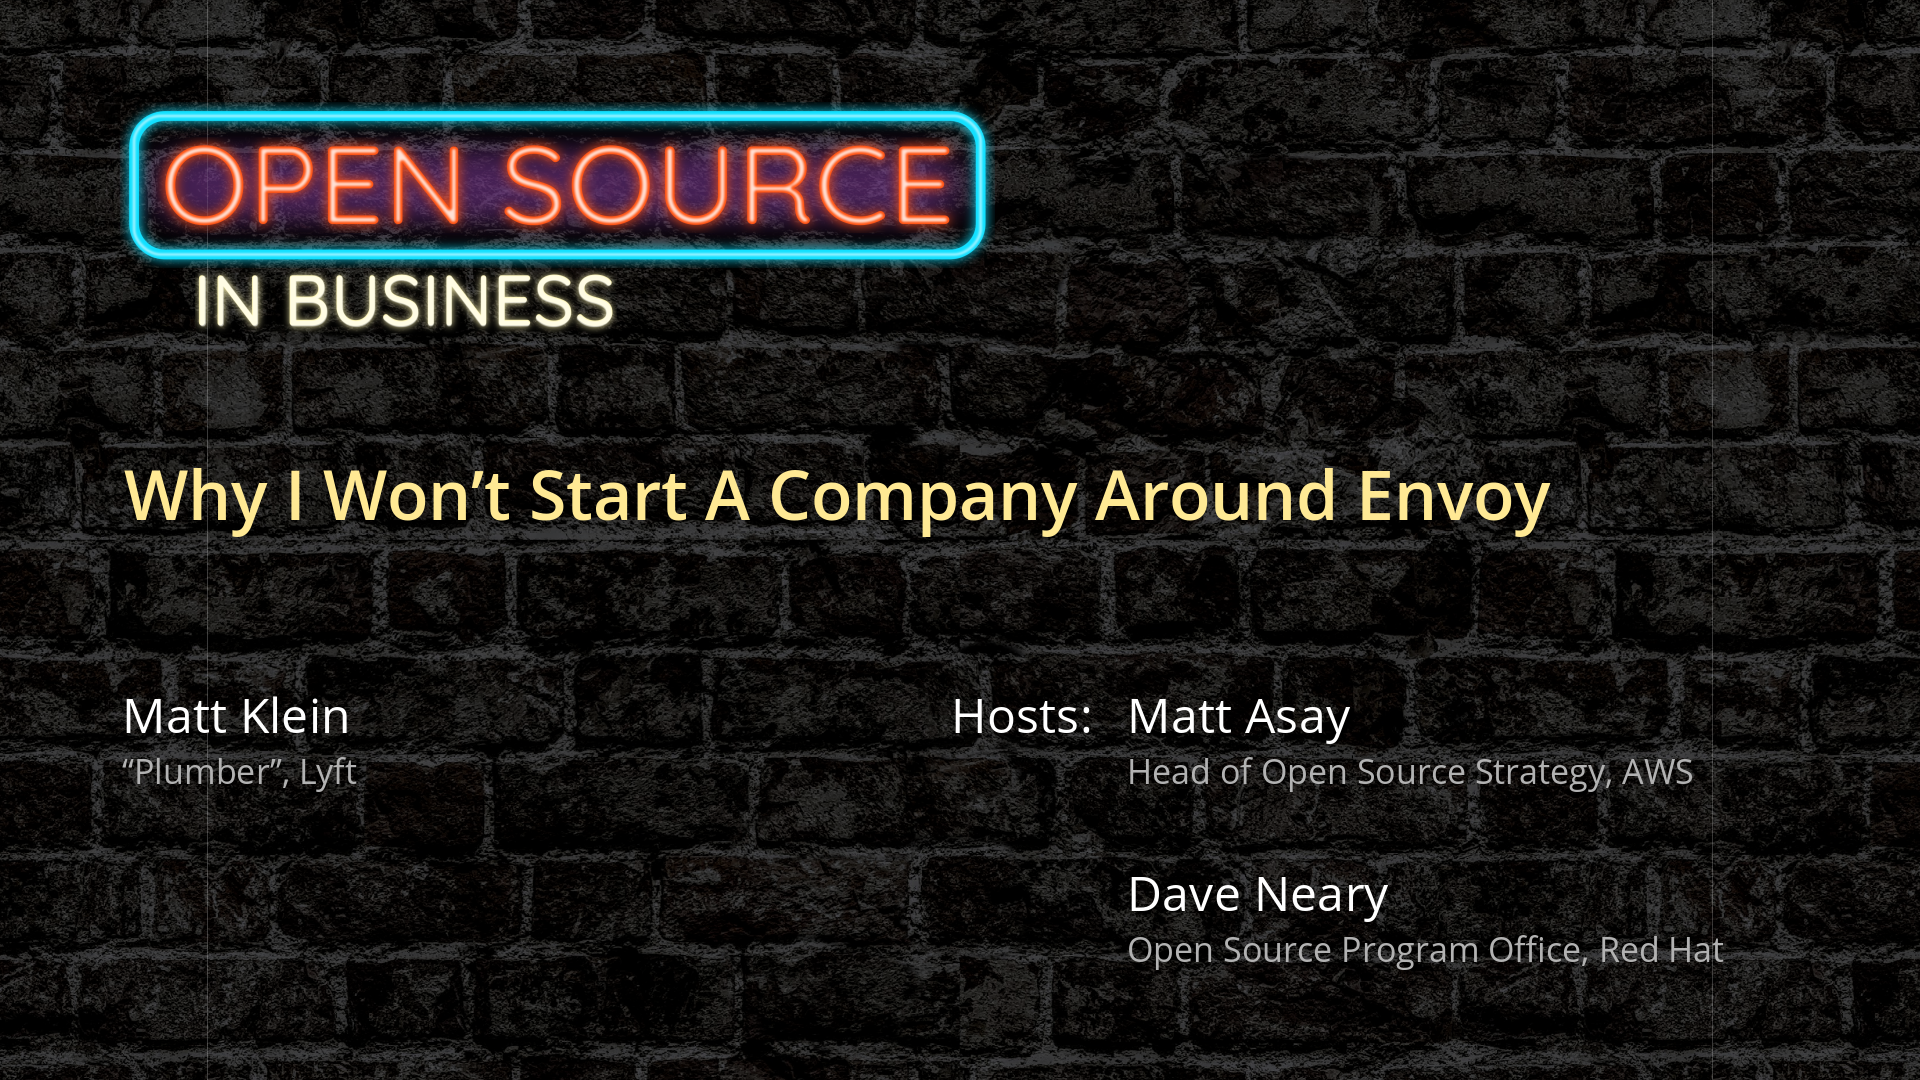 OPEN SOURCE
IN BUSINESS
Why I Won’t Start A Company Around Envoy
Matt Klein
“Plumber”, Lyft
Hosts: Matt Asay
Head of Open Source Strategy, AWS
Dave Neary
Open Source Program Office, Red Hat